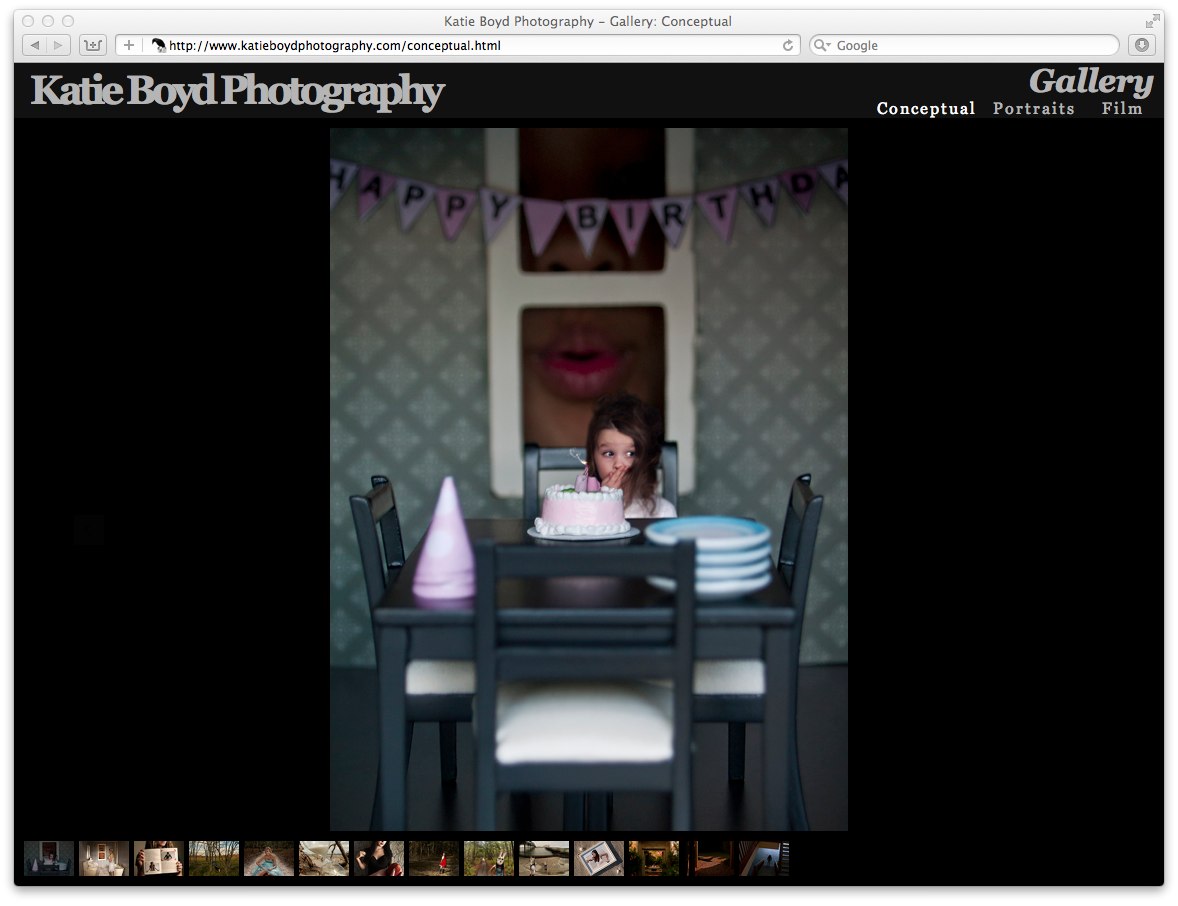 Katie Boyd Photography – Gallery: Conceptual
http://www.katieboydphotography.com/conceptual.html
Google
Katie Boyd Photography
Gallery
Conceptual Portraits Film
HAPPY BIRTHDA